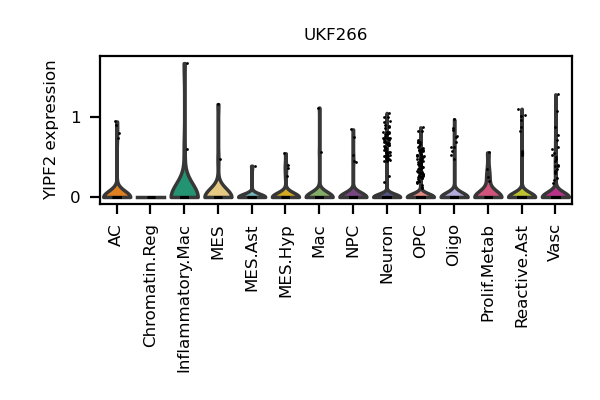 UKF266
YIPF2 expression
1
0
AC
Chromatin.Reg
Inflammatory.Mac
MES
MES.Ast
MES.Hyp
Mac
NPC
Neuron
OPC
Oligo
Prolif.Metab
Reactive.Ast
Vasc